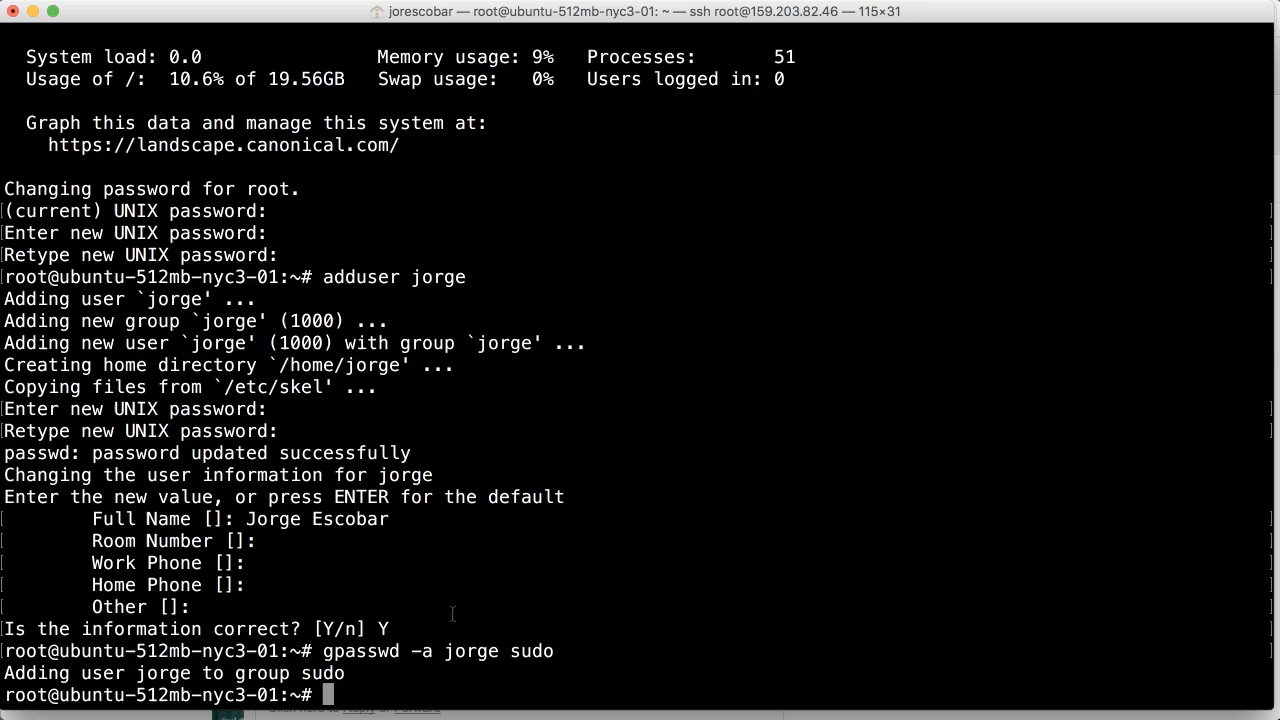 jorescobar — root@ubuntu-512mb-nyc3-01: ~ — ssh root@159.203.82.46 — 115×31
System load: 0.0 Memory usage: 9% Processes: 51
Usage of /: 10.6% of 19.56GB Swap usage: 0% Users logged in: 0
Graph this data and manage this system at:
https://landscape.canonical.com/
Changing password for root.
(current) UNIX password:
Enter new UNIX password:
Retype new UNIX password:
root@ubuntu-512mb-nyc3-01:~# adduser jorge
Adding user `jorge' ...
Adding new group `jorge' (1000) ...
Adding new user `jorge' (1000) with group `jorge' ...
Creating home directory `/home/jorge' ...
Copying files from `/etc/skel' ...
Enter new UNIX password:
Retype new UNIX password:
passwd: password updated successfully
Changing the user information for jorge
Enter the new value, or press ENTER for the default
Full Name []: Jorge Escobar
Room Number []:
Work Phone []:
Home Phone []:
Other []:
Is the information correct? [Y/n] Y
root@ubuntu-512mb-nyc3-01:~# gpasswd -a jorge sudo
Adding user jorge to group sudo
root@ubuntu-512mb-nyc3-01:~#